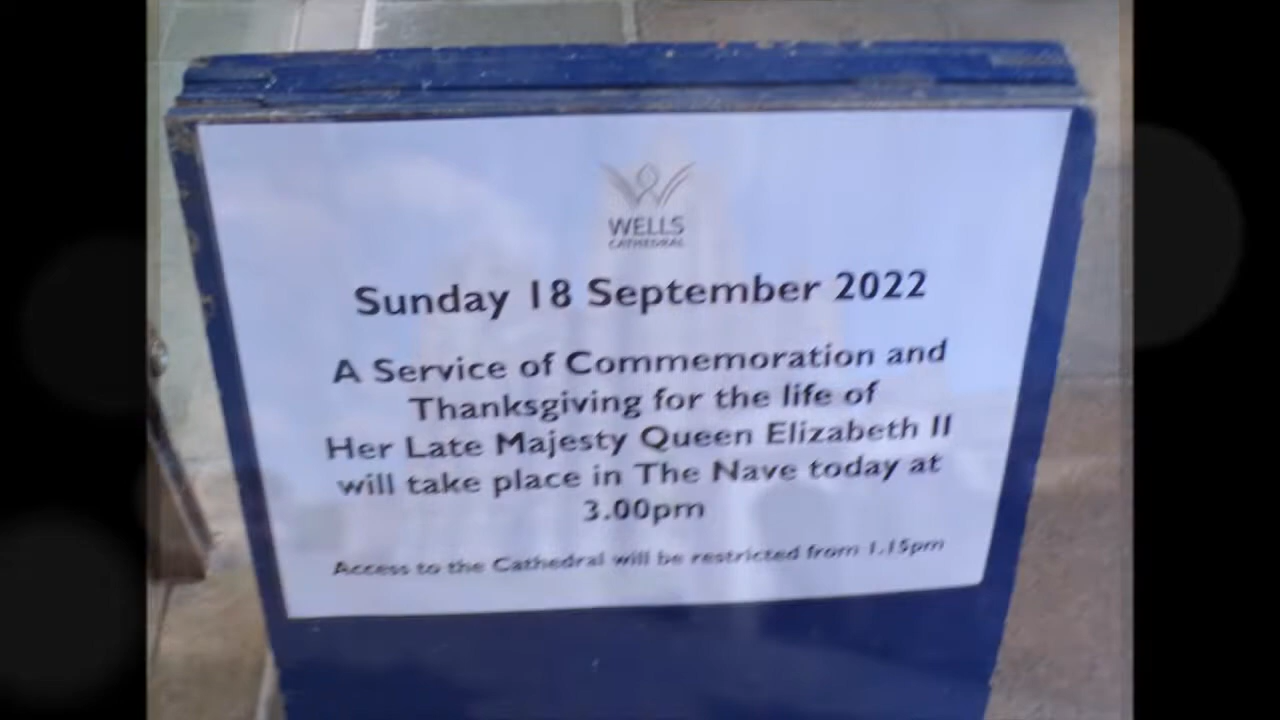 WELLS
CATHEDRAL
Sunday 18 September 2022
A Service of Commemoration and
Thanksgiving for the life of
Her Late Majesty Queen Elizabeth II
will take place in The Nave today at
3.00pm
Access to the Cathedral will be restricted from 1.15pm